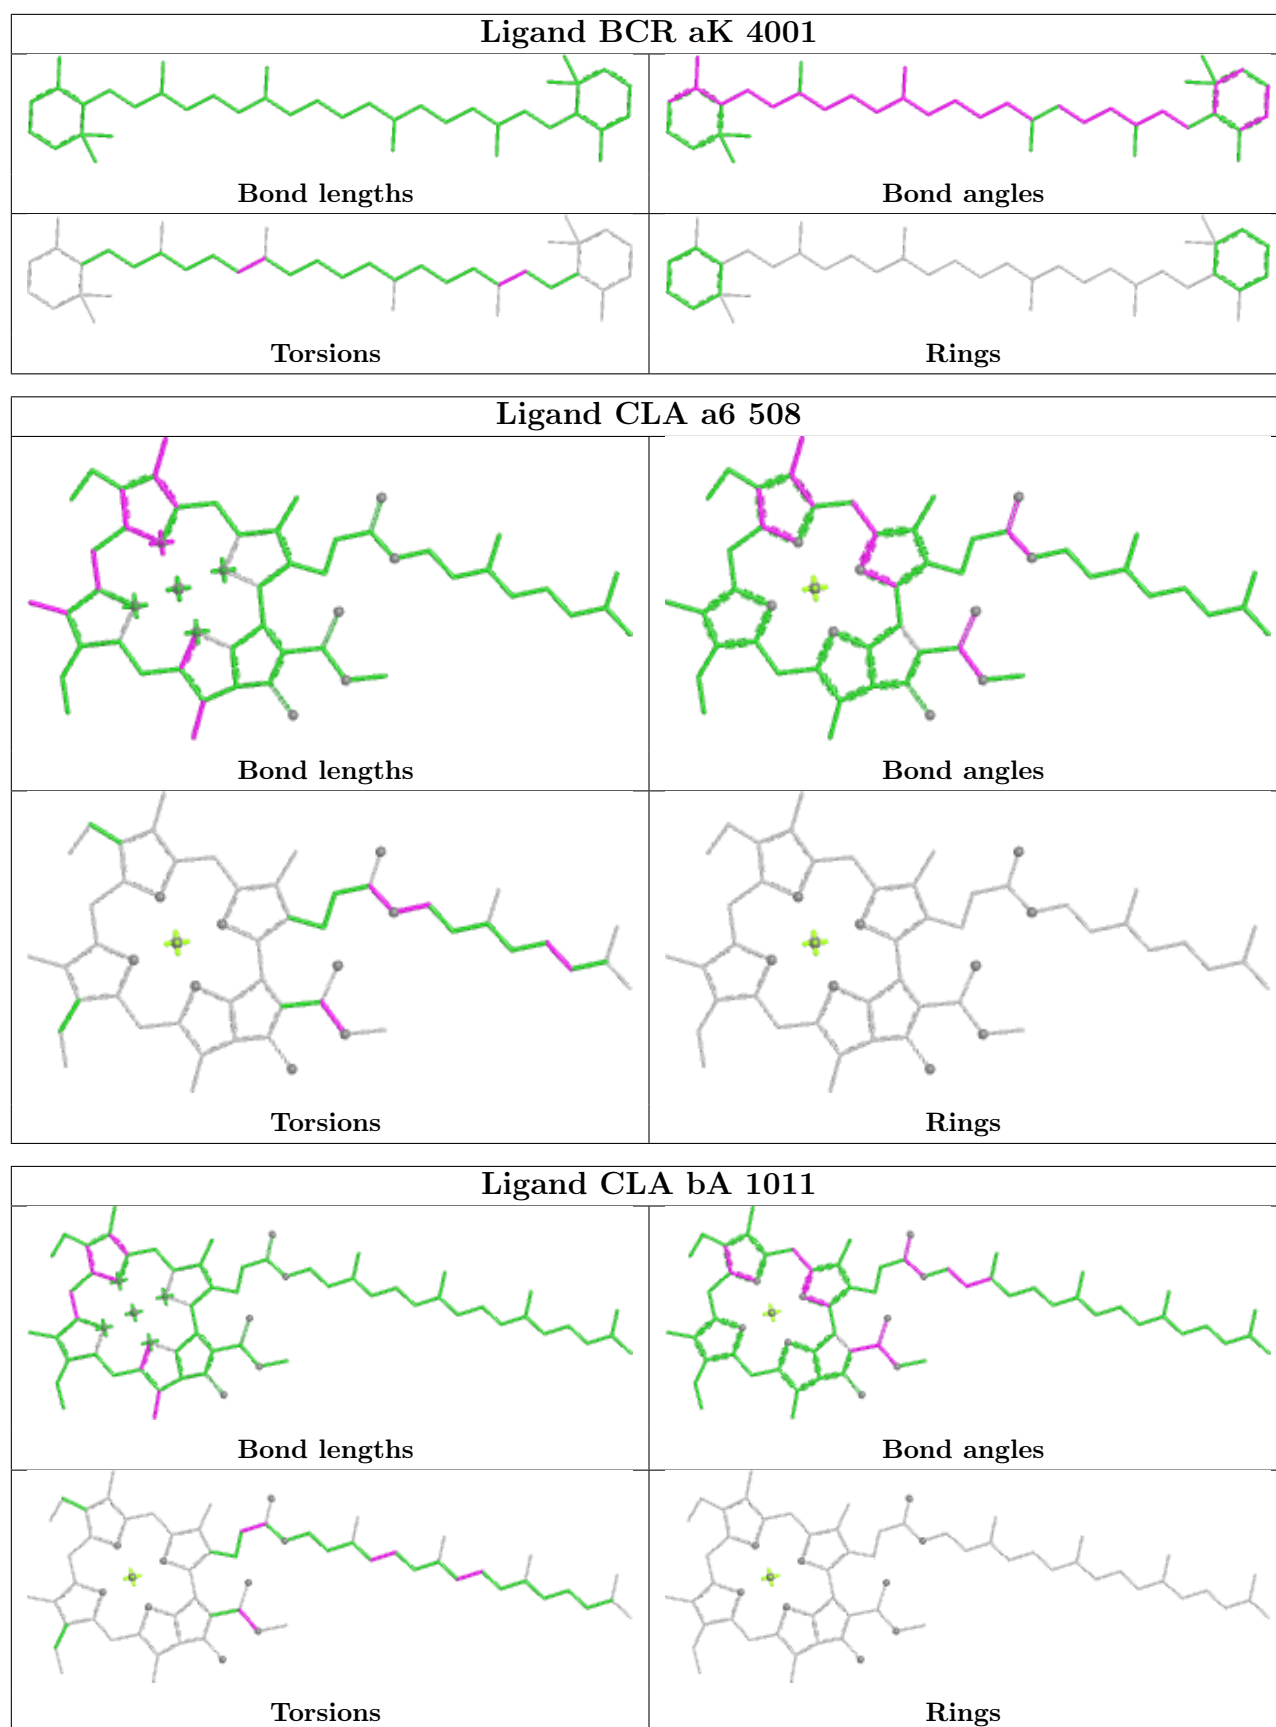 Ligand BCR aK 4001
Bond lengths
Bond angles
Torsions
Rings
Ligand CLA a6 508
Bond lengths
Bond angles
Torsions
Rings
Ligand CLA bA 1011
Bond lengths
Bond angles
Torsions
Rings